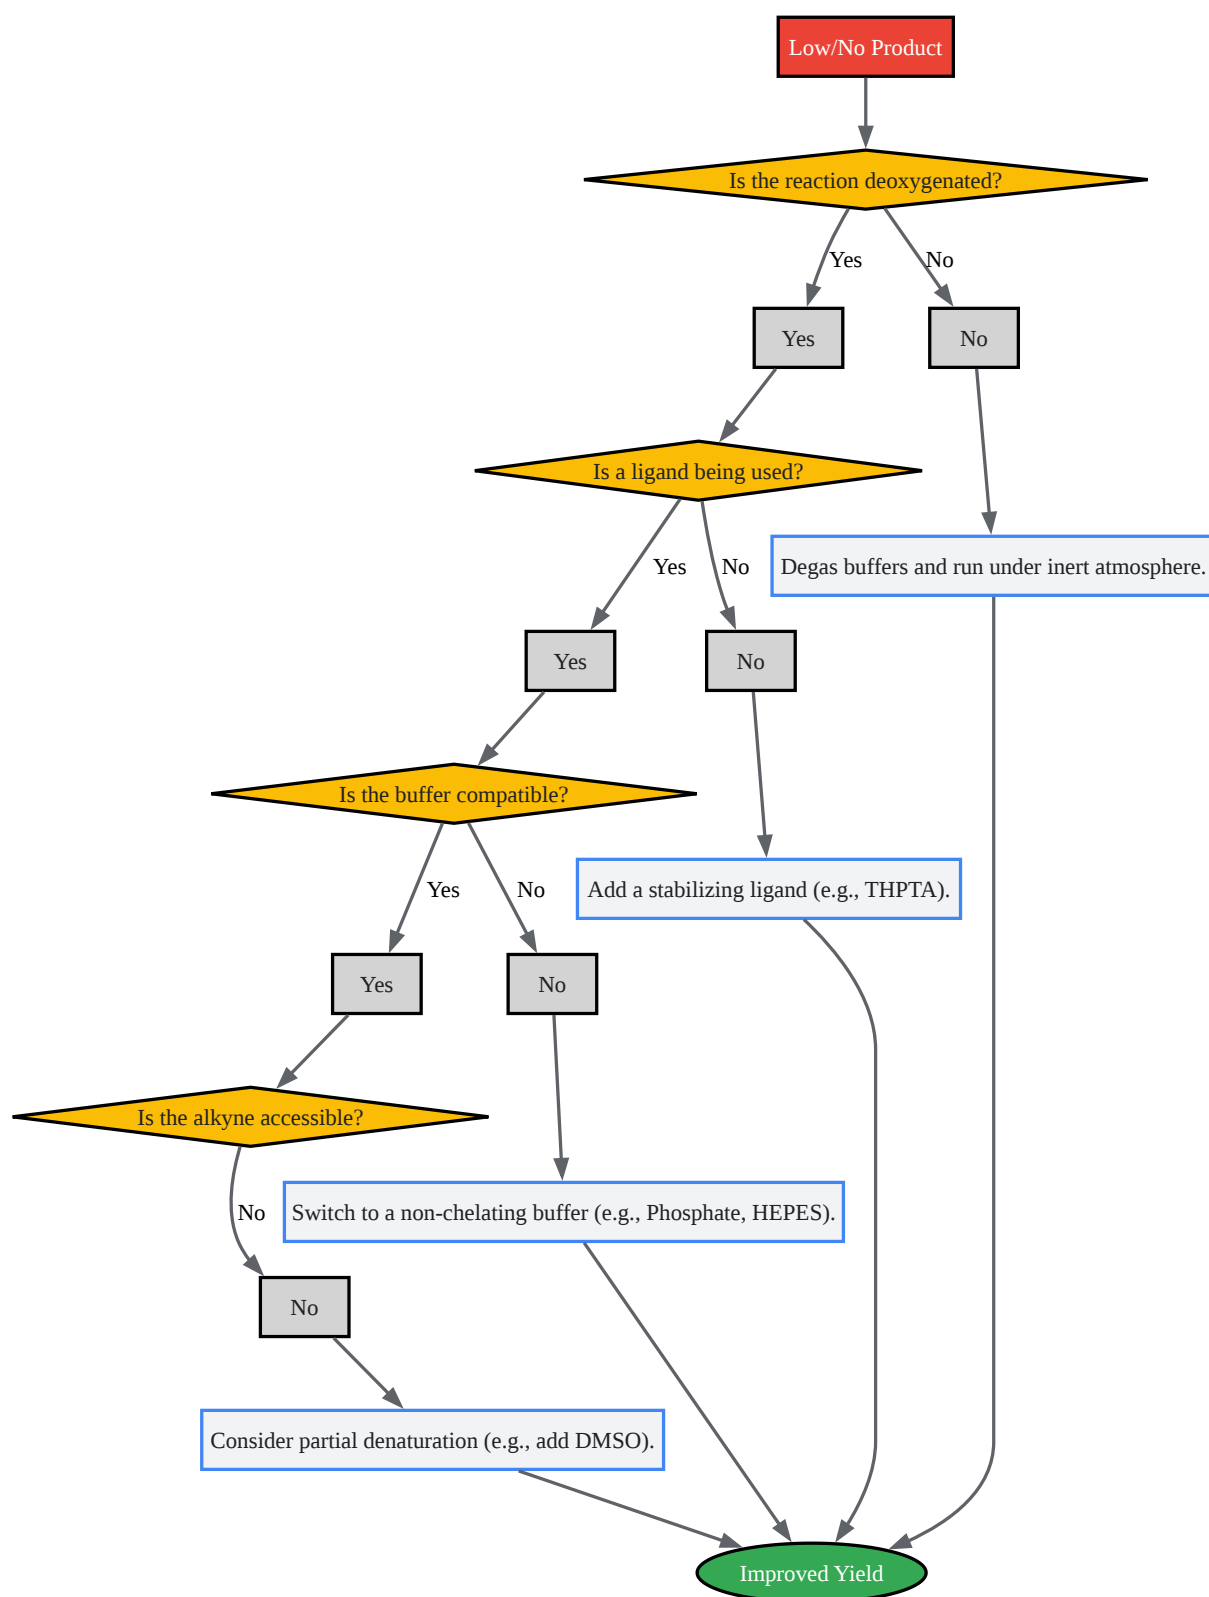 Low/No Product
Is the reaction deoxygenated?
Yes
No
Yes
No
Is a ligand being used?
Yes
No
Degas buffers and run under inert atmosphere.
Yes
No
Is the buffer compatible?
Yes
No
Add a stabilizing ligand (e.g., THPTA).
Yes
No
Is the alkyne accessible?
No
Switch to a non-chelating buffer (e.g., Phosphate, HEPES).
No
Consider partial denaturation (e.g., add DMSO).
Improved Yield